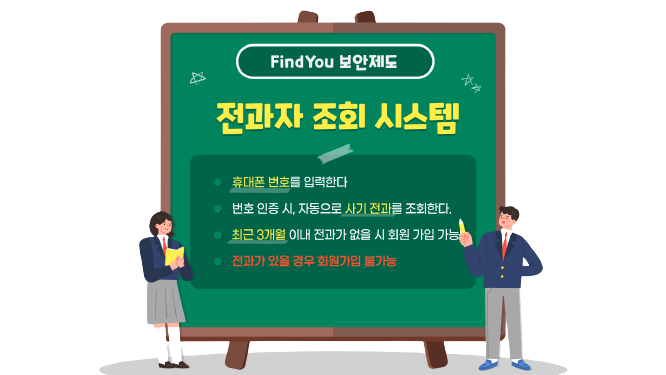 FindYou 보안제도
전과자 조회 시스템
휴대폰 번호를 입력한다
번호 인증 시, 자동으로 사기 전과를 조회한다.
최근 3개월 이내 전과가 없을 시 회원 가입 가능
전과가 있을 경우 회원가입 불가능